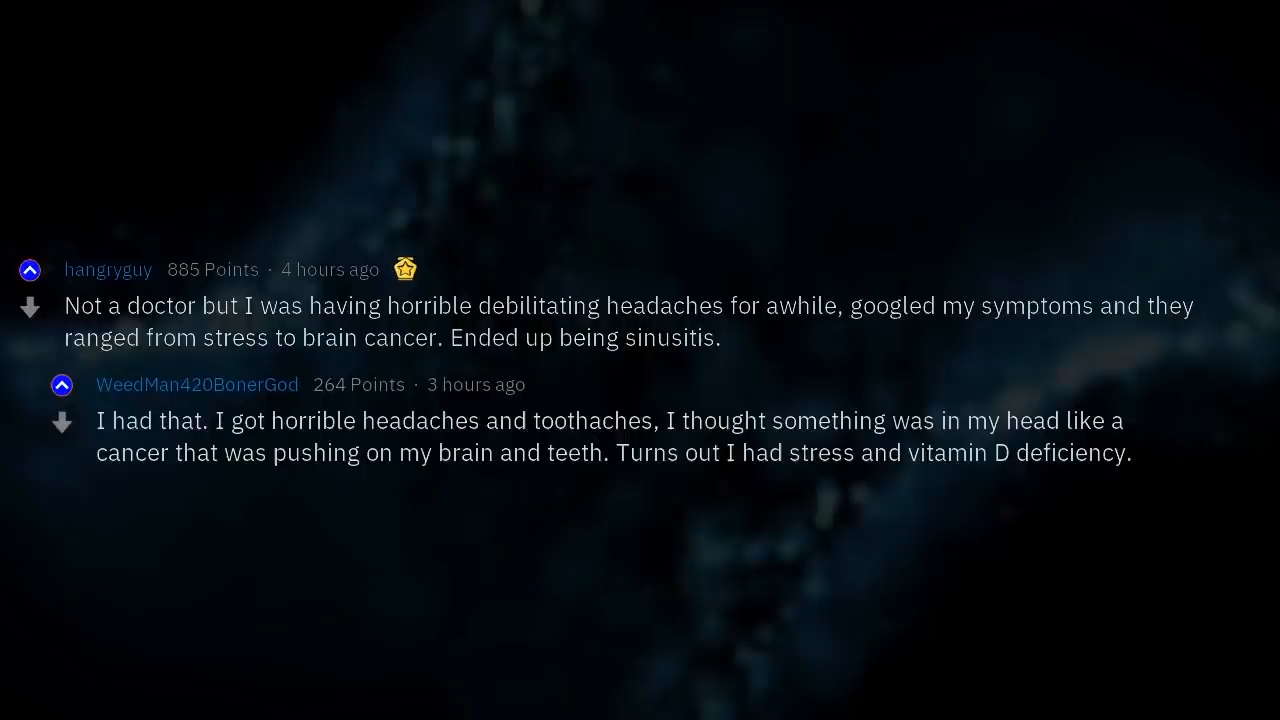 hangryguy 885 Points · 4 hours ago
Not a doctor but I was having horrible debilitating headaches for awhile, googled my symptoms and they
ranged from stress to brain cancer. Ended up being sinusitis.
WeedMan420BonerGod 264 Points · 3 hours ago
I had that. I got horrible headaches and toothaches, I thought something was in my head like a
cancer that was pushing on my brain and teeth. Turns out I had stress and vitamin D deficiency.